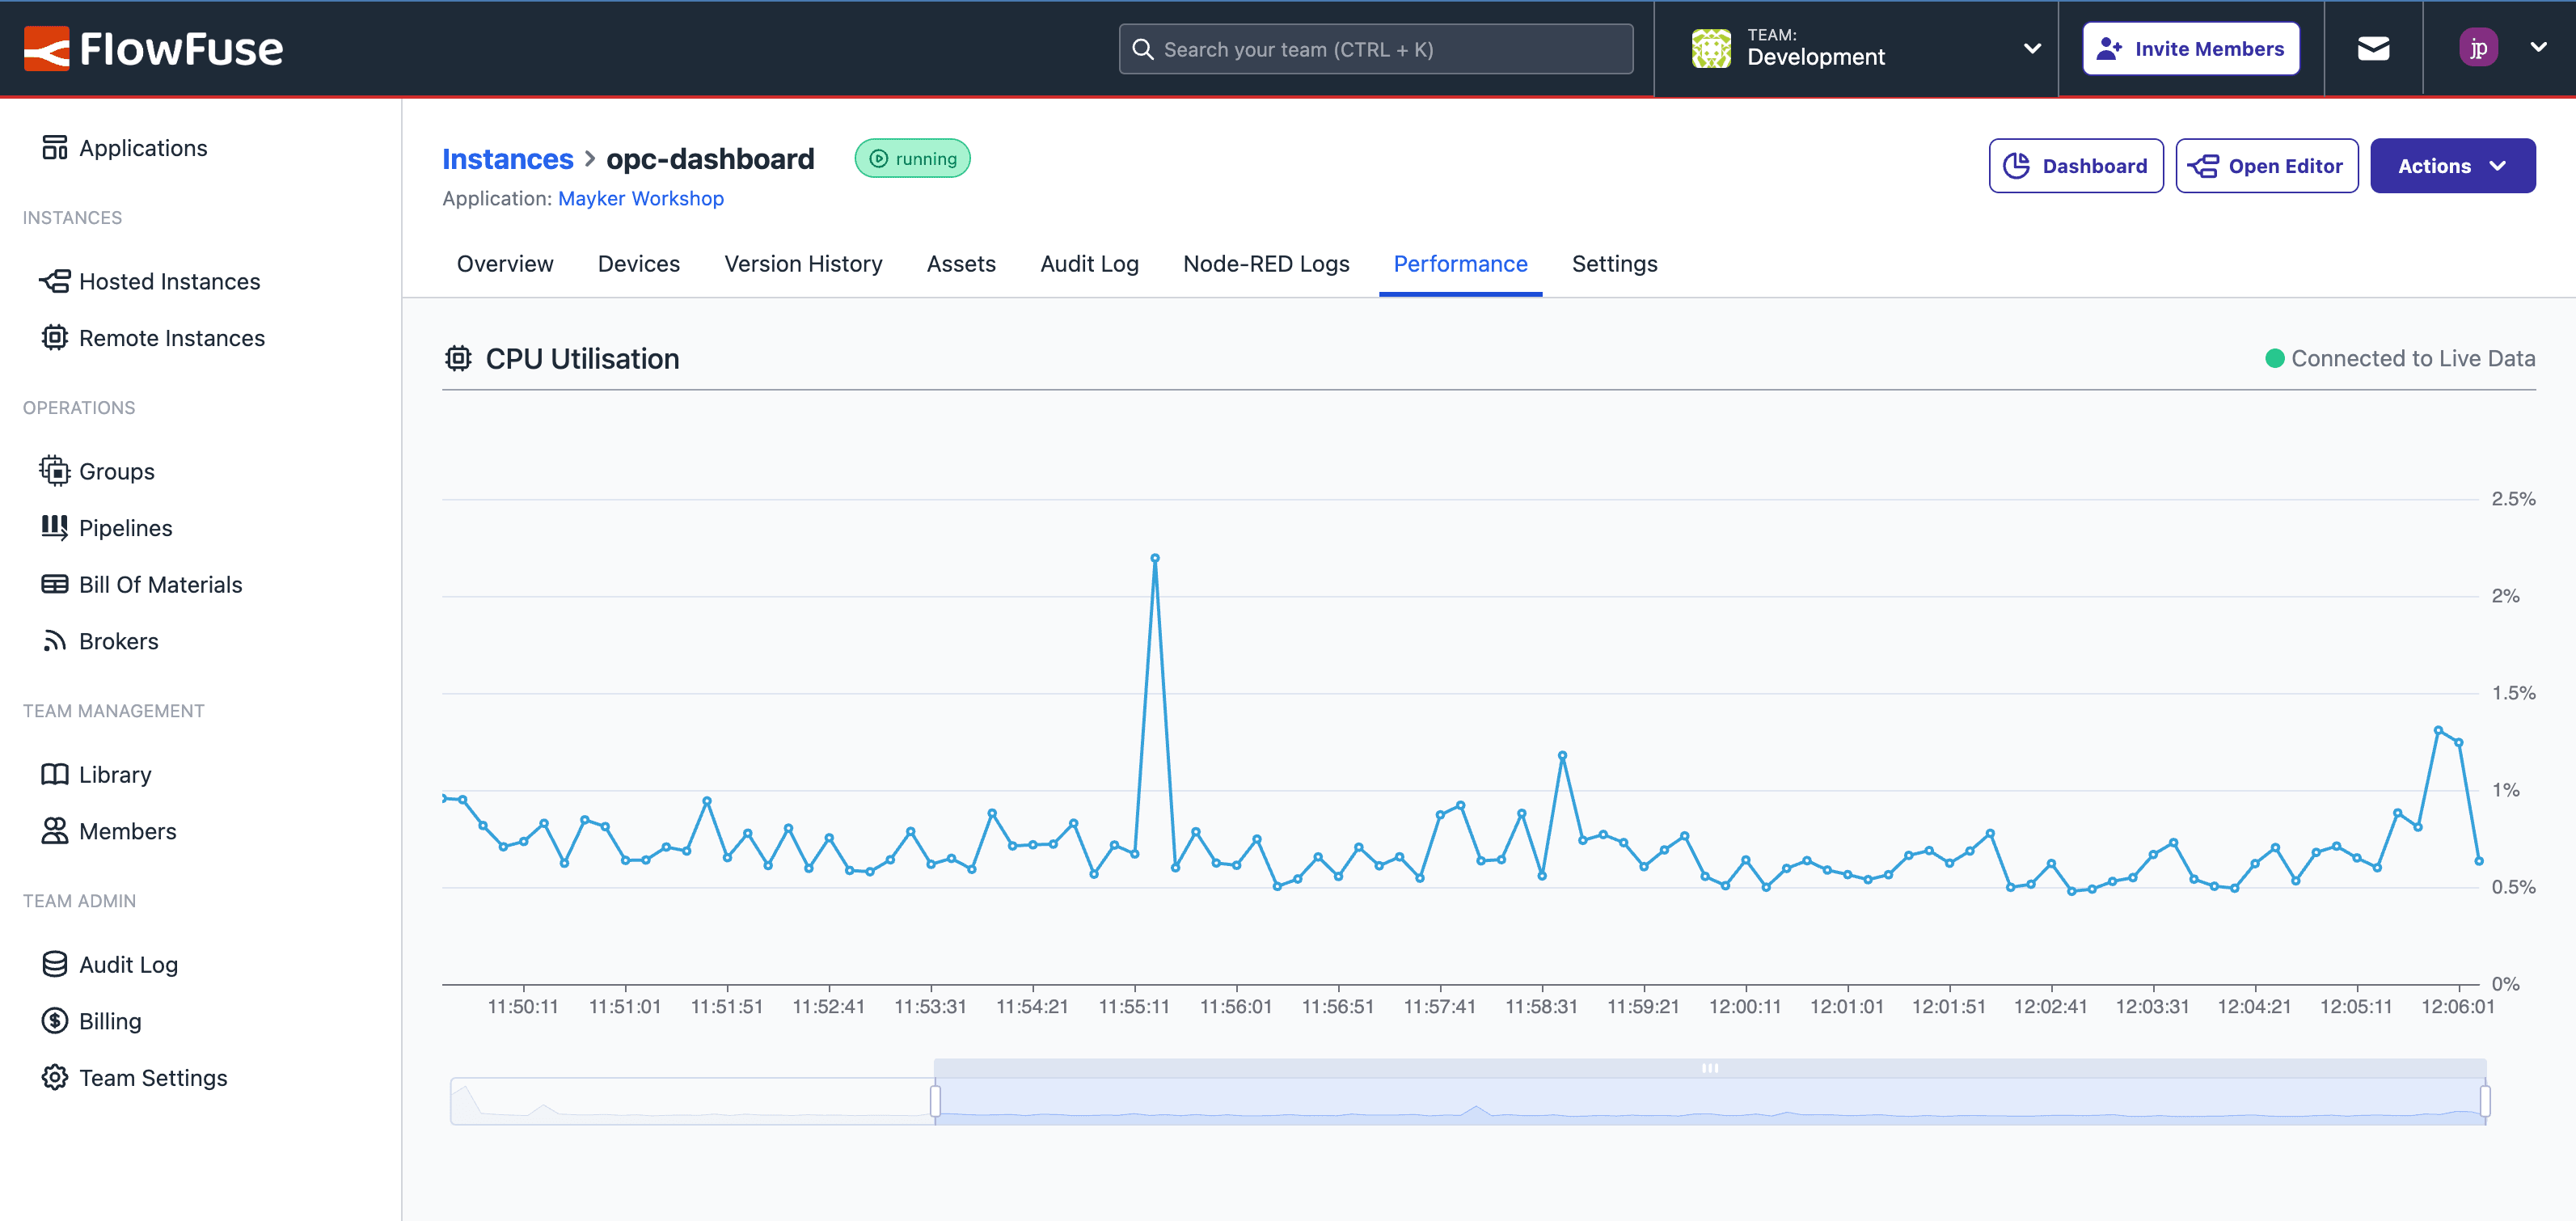 FlowFuse
Search your team (CTRL + K)
TEAM:
Development
Invite Members
jp
Applications
INSTANCES
Hosted Instances
Remote Instances
OPERATIONS
Groups
Pipelines
Bill Of Materials
Brokers
TEAM MANAGEMENT
Library
Members
TEAM ADMIN
Audit Log
Billing
Team Settings
Instances > opc-dashboard running
Application: Mayker Workshop
Dashboard Open Editor Actions
Overview Devices Version History Assets Audit Log Node-RED Logs Performance Settings
CPU Utilisation
Connected to Live Data
2.5%
2%
1.5%
1%
0.5%
0%
11:50:11 11:51:01 11:51:51 11:52:41 11:53:31 11:54:21 11:55:11 11:56:01 11:56:51 11:57:41 11:58:31 11:59:21 12:00:11 12:01:01 12:01:51 12:02:41 12:03:31 12:04:21 12:05:11 12:06:01